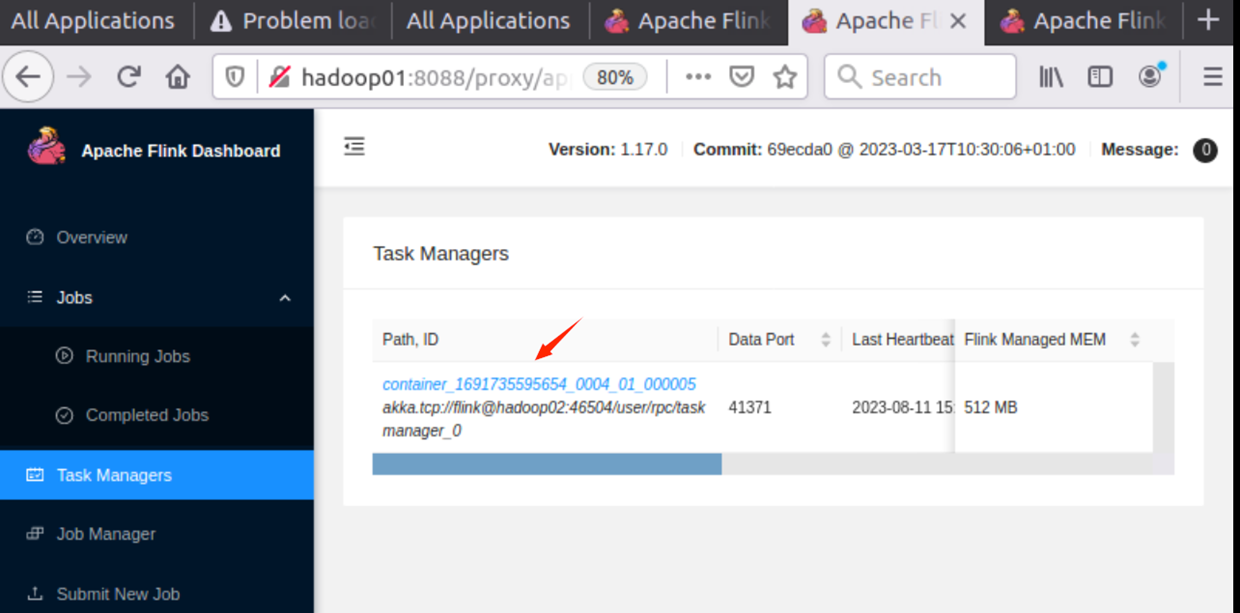 All Applications
Problem loa
All Applications
Apache Flink
Apache Fl
Apache Flink
hadoop01:8088/proxy/ap
80%
Search
Apache Flink Dashboard
Version: 1.17.0
Commit: 69ecda0 @ 2023-03-17T10:30:06+01:00
Message: 0
Overview
Jobs
Running Jobs
Completed Jobs
Task Managers
Job Manager
Submit New Job
Task Managers
Path, ID
Data Port
Last Heartbeat
Flink Managed MEM
container_1691735595654_0004_01_000005
akka.tcp://flink@hadoop02:46504/user/rpc/task
manager_0
41371
2023-08-11 15:
512 MB